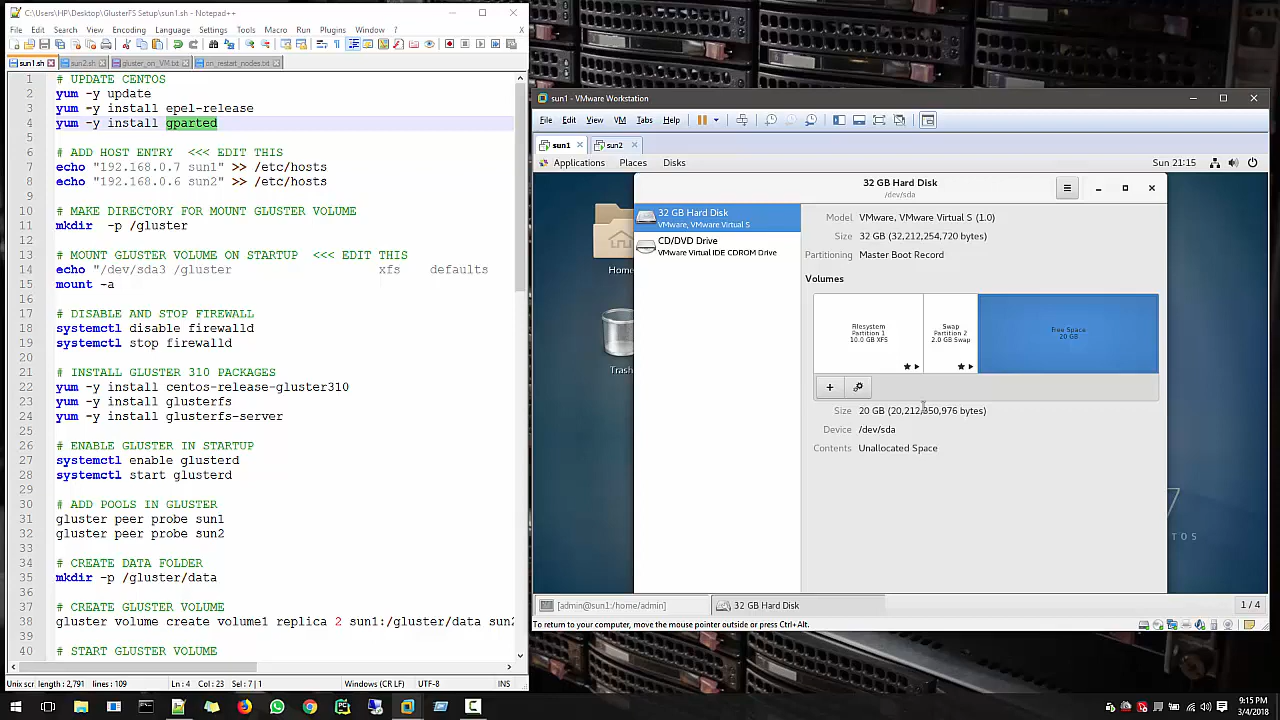 C:\Users\HP\Desktop\GlusterFS Setup\sun1.sh - Notepad++
File Edit Search View Encoding Language Settings Tools Macro Run Plugins Window ? X
sun1.sh sun2.sh gluster_on_VM.txt on_restart_nodes.txt
1 # UPDATE CENTOS
2 yum -y update
3 yum -y install epel-release
4 yum -y install gparted
5
6 # ADD HOST ENTRY <<< EDIT THIS
7 echo "192.168.0.7 sun1" >> /etc/hosts
8 echo "192.168.0.6 sun2" >> /etc/hosts
9
10 # MAKE DIRECTORY FOR MOUNT GLUSTER VOLUME
11 mkdir -p /gluster
12
13 # MOUNT GLUSTER VOLUME ON STARTUP <<< EDIT THIS
14 echo "/dev/sda3 /gluster xfs defaults
15 mount -a
16
17 # DISABLE AND STOP FIREWALL
18 systemctl disable firewalld
19 systemctl stop firewalld
20
21 # INSTALL GLUSTER 310 PACKAGES
22 yum -y install centos-release-gluster310
23 yum -y install glusterfs
24 yum -y install glusterfs-server
25
26 # ENABLE GLUSTER IN STARTUP
27 systemctl enable glusterd
28 systemctl start glusterd
29
30 # ADD POOLS IN GLUSTER
31 gluster peer probe sun1
32 gluster peer probe sun2
33
34 # CREATE DATA FOLDER
35 mkdir -p /gluster/data
36
37 # CREATE GLUSTER VOLUME
38 gluster volume create volume1 replica 2 sun1:/gluster/data sun2
39
40 # START GLUSTER VOLUME
Unix scr length : 2,791 lines : 109 Ln : 4 Col : 23 Sel : 7 | 1 Windows (CR LF) UTF-8 INS
sun1 - VMware Workstation
File Edit View VM Tabs Help
sun1 sun2
Applications Places Disks Sun 21:15
32 GB Hard Disk
/dev/sda
Home
Trash
32 GB Hard Disk
VMware, VMware Virtual S
CD/DVD Drive
VMware Virtual IDE CDROM Drive
Model VMware, VMware Virtual S (1.0)
Size 32 GB (32,212,254,720 bytes)
Partitioning Master Boot Record
Volumes
Filesystem
Partition 1
10.0 GB XFS
Swap
Partition 2
2.0 GB Swap
Free Space
20 GB
Size 20 GB (20,212,350,976 bytes)
Device /dev/sda
Contents Unallocated Space
7
TOS
[admin@sun1:/home/admin] 32 GB Hard Disk 1 / 4
To return to your computer, move the mouse pointer outside or press Ctrl+Alt.
9:15 PM
3/4/2018